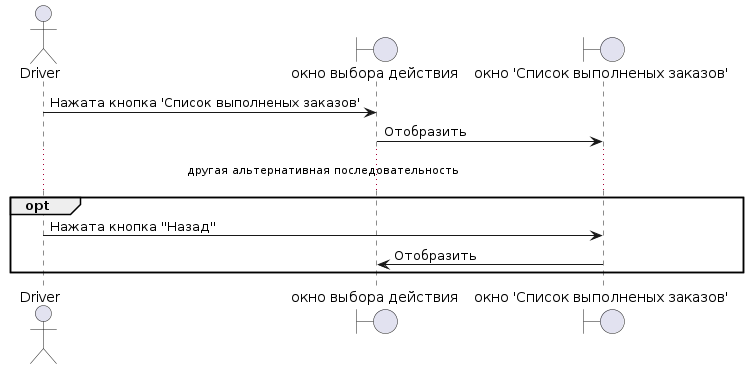 Driver
окно выбора действия
окно 'Список выполненых заказов'
Нажата кнопка 'Список выполненых заказов'
Отобразить
другая альтернативная последовательность
opt
Нажата кнопка "Назад"
Отобразить
Driver
окно выбора действия
окно 'Список выполненых заказов'